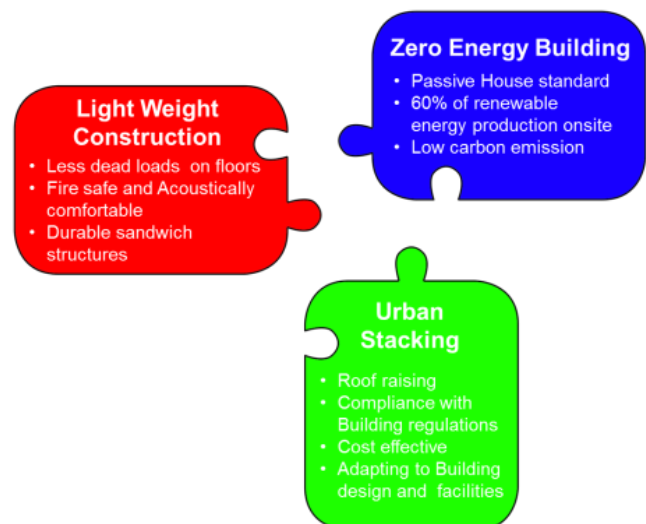 Light Weight
Construction
• Less dead loads on floors
• Fire safe and Acoustically
comfortable
• Durable sandwich
structures
Zero Energy Building
• Passive House standard
• 60% of renewable
energy production onsite
• Low carbon emission
Urban
Stacking
• Roof raising
• Compliance with
Building regulations
• Cost effective
• Adapting to Building
design and facilities